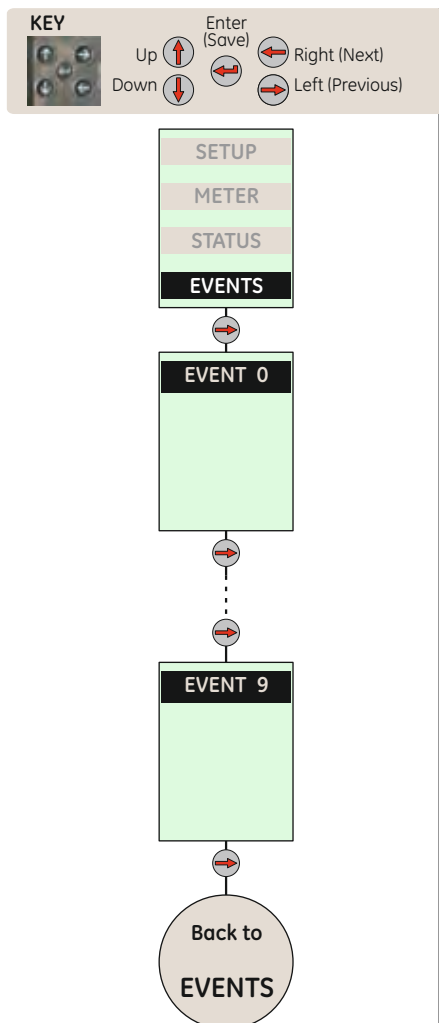 KEY
Up
Down
Enter
(Save)
Right (Next)
Left (Previous)
SETUP
METER
STATUS
EVENTS
EVENT 0
EVENT 9
Back to
EVENTS